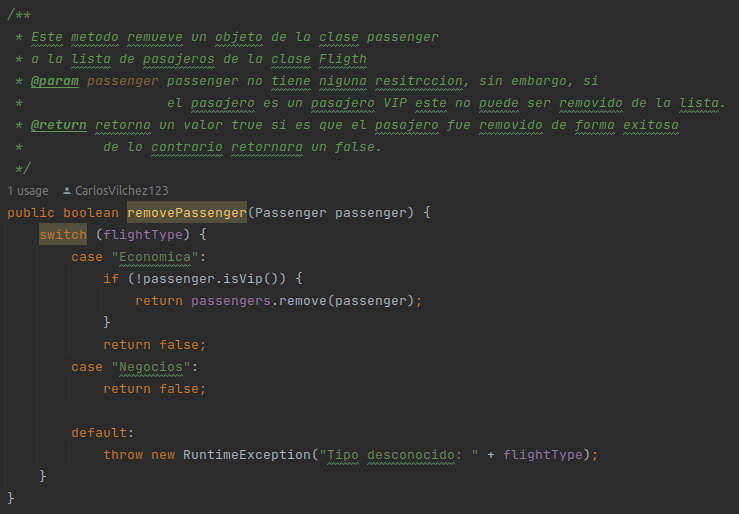 /**
 * Este metodo remueve un objeto de la clase passenger
 * a la lista de pasajeros de la clase Fligth
 * @param passenger passenger no tiene niguna resitrccion, sin embargo, si
 *                  el pasajero es un pasajero VIP este no puede ser removido de la lista.
 * @return retorna un valor true si es que el pasajero fue removido de forma exitosa
 *          de lo contrario retornara un false.
 */
1 usage CarlosVilchez123
public boolean removePassenger(Passenger passenger) {
    switch (flightType) {
        case "Economica":
            if (!passenger.isVip()) {
                return passengers.remove(passenger);
            }
            return false;
        case "Negocios":
            return false;

        default:
            throw new RuntimeException("Tipo desconocido: " + flightType);
    }
}